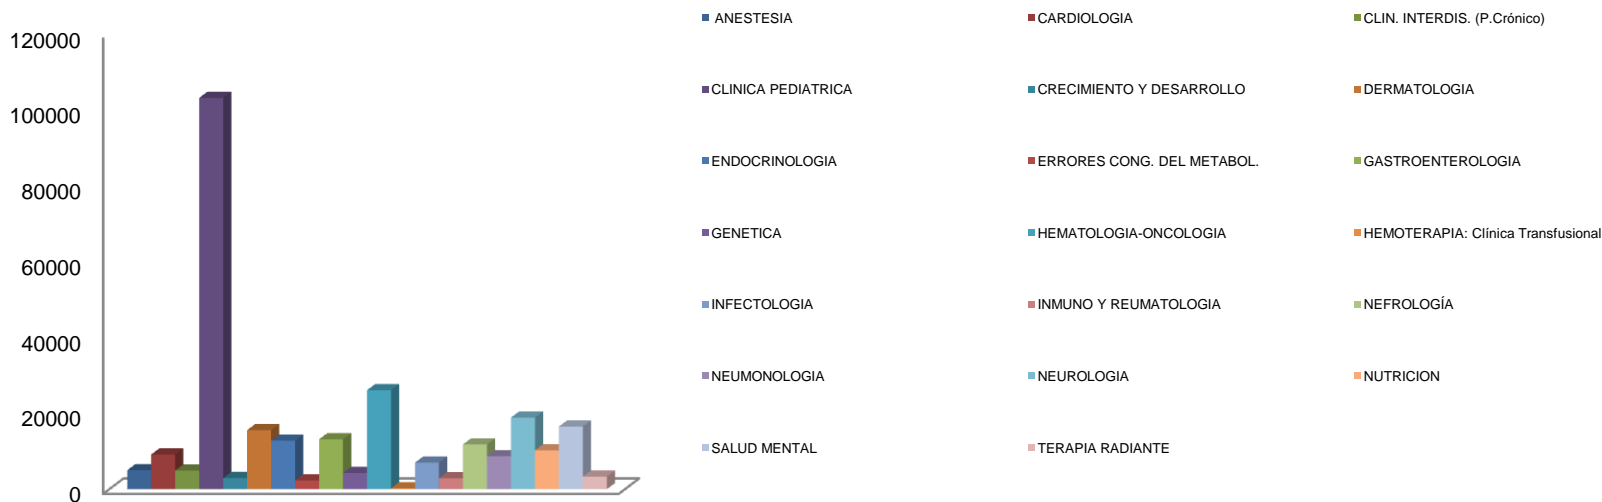 120000
100000
80000
60000
40000
20000
0
ANESTESIA
CARDIOLOGIA
CLIN. INTERDIS. (P.Crónico)
CLINICA PEDIATRICA
CRECIMIENTO Y DESARROLLO
DERMATOLOGIA
ENDOCRINOLOGIA
ERRORES CONG. DEL METABOL.
GASTROENTEROLOGIA
GENETICA
HEMATOLOGIA-ONCOLOGIA
HEMOTERAPIA: Clínica Transfusional
INFECTOLOGIA
INMUNO Y REUMATOLOGIA
NEFROLOGÍA
NEUMONOLOGIA
NEUROLOGIA
NUTRICION
SALUD MENTAL
TERAPIA RADIANTE